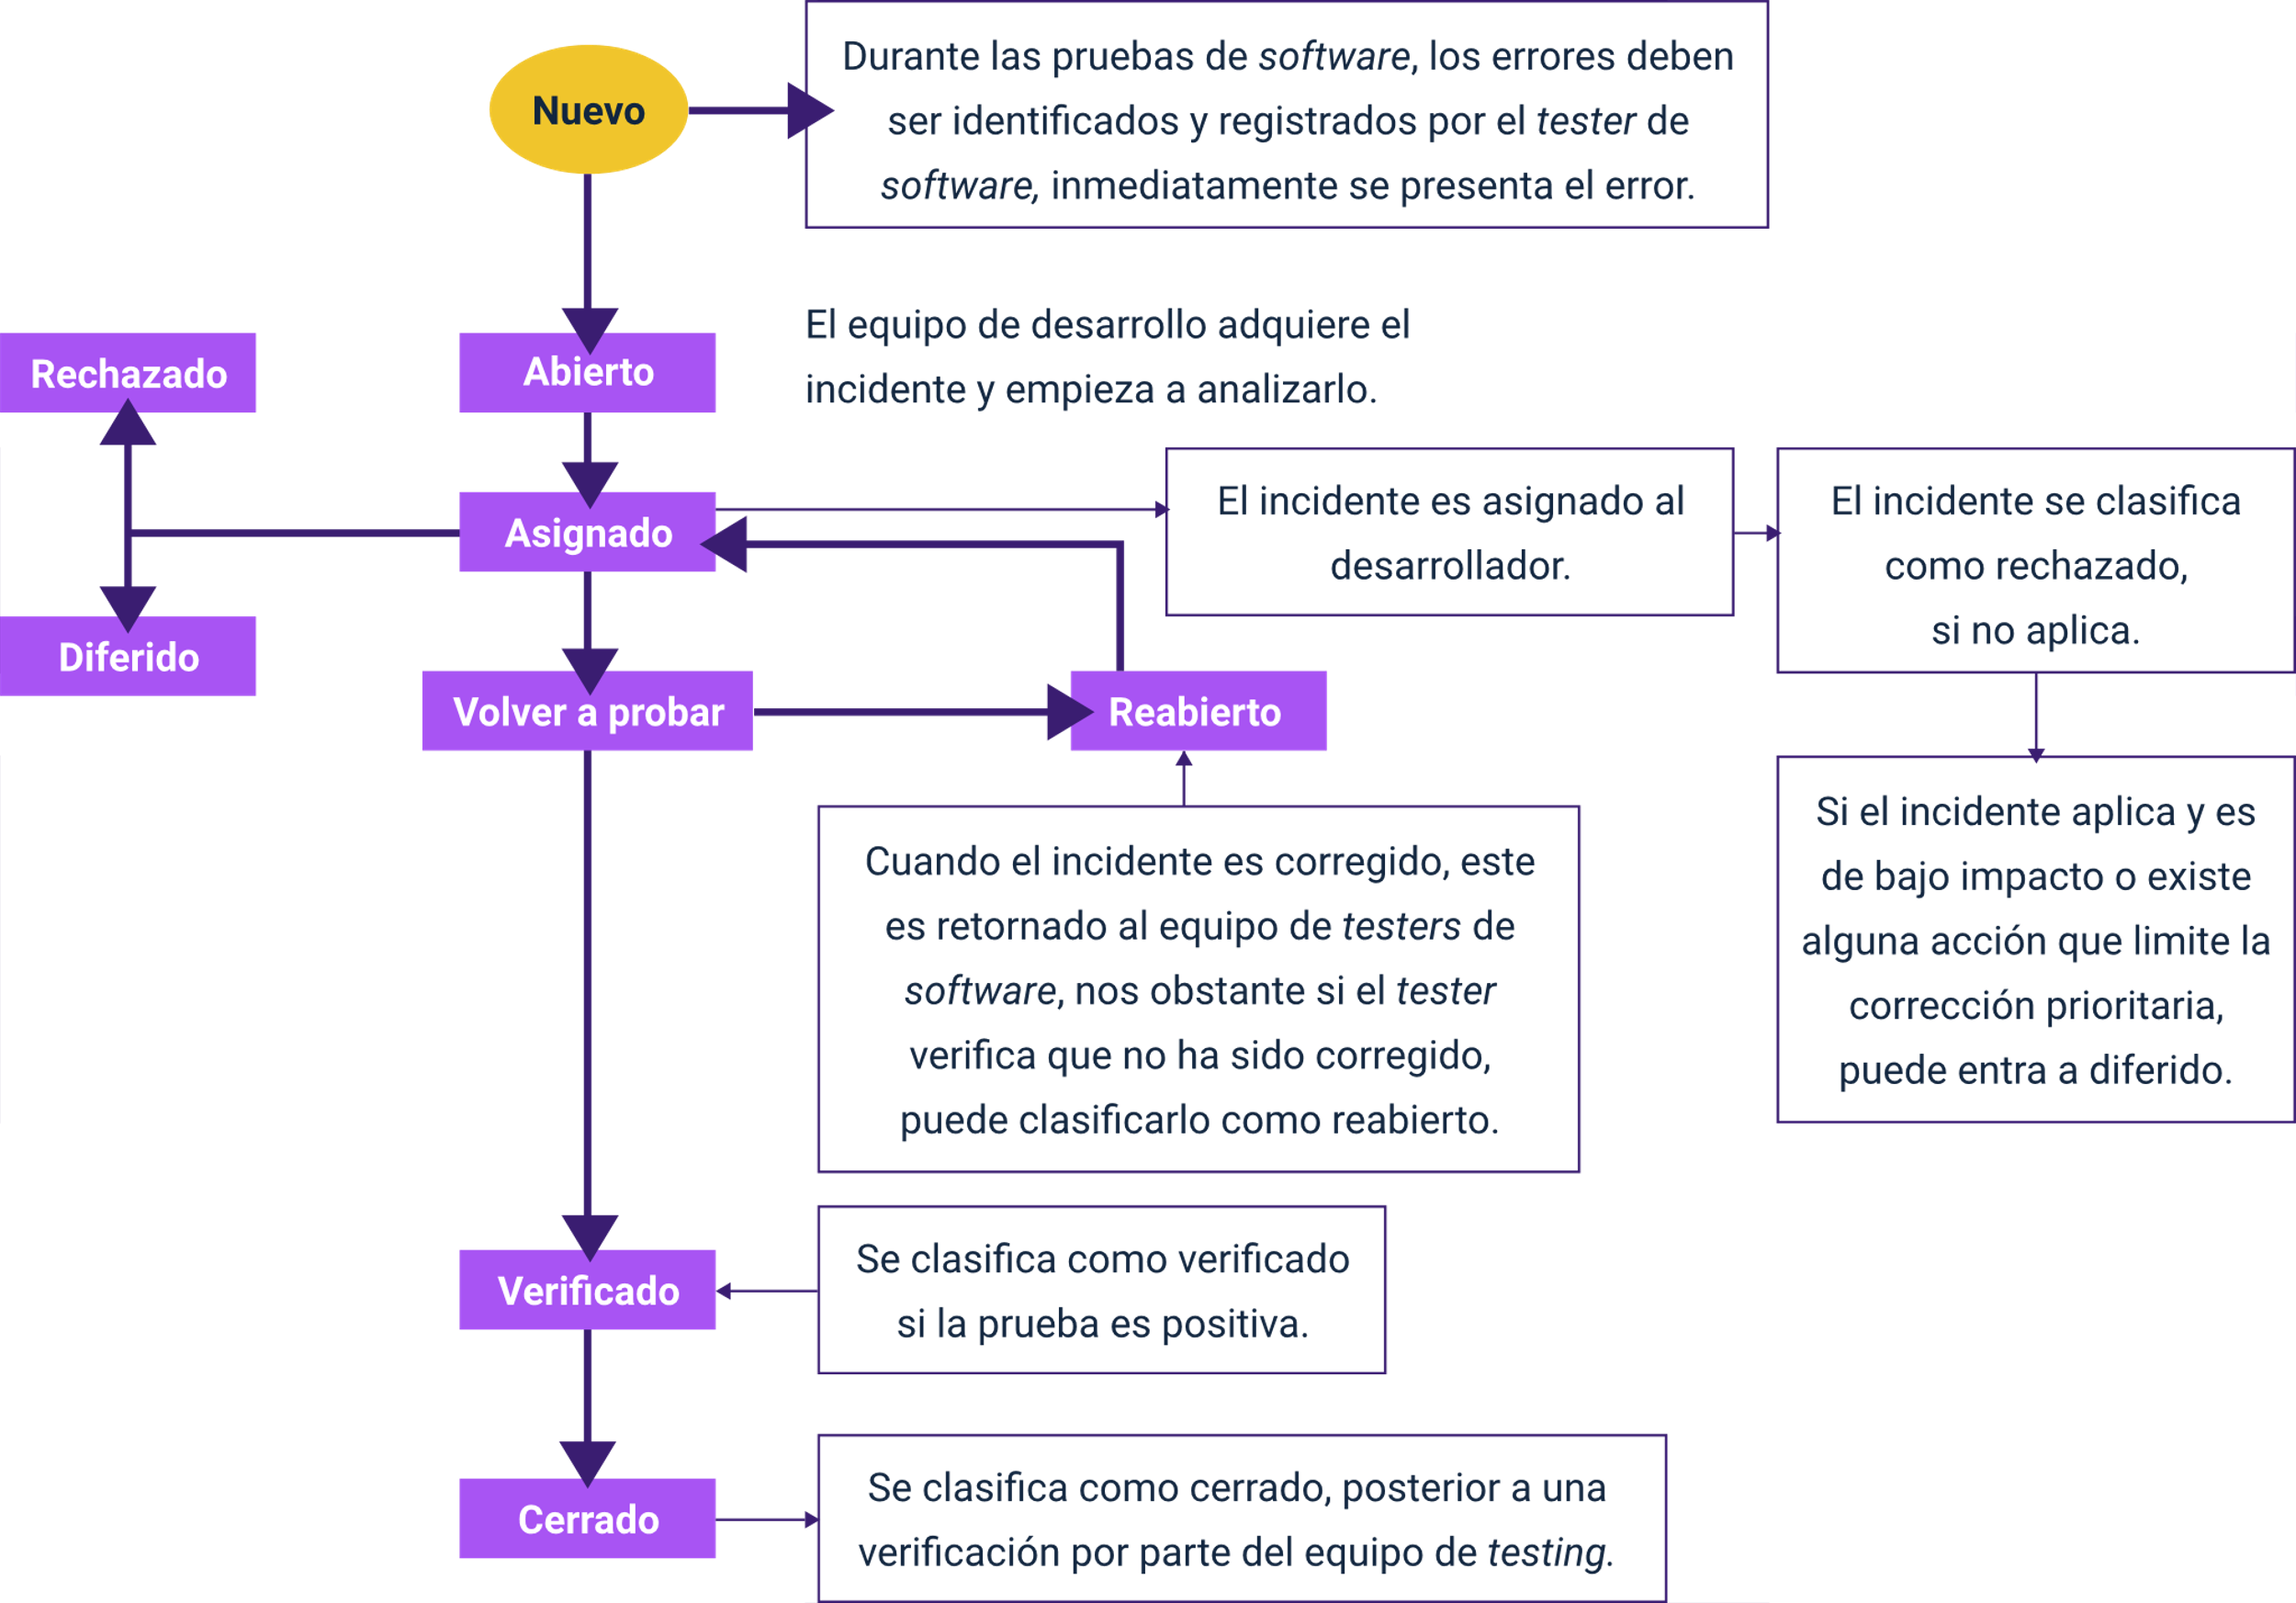 Nuevo
Durante las pruebas de software, los errores deben
ser identificados y registrados por el tester de
software, inmediatamente se presenta el error.
Rechazado
Abierto
El equipo de desarrollo adquiere el
incidente y empieza a analizarlo.
Asignado
El incidente es asignado al
desarrollador.
El incidente se clasifica
como rechazado,
si no aplica.
Diferido
Volver a probar
Reabierto
Si el incidente aplica y es
de bajo impacto o existe
alguna acción que limite la
corrección prioritaria,
puede entra a diferido.
Cuando el incidente es corregido, este
es retornado al equipo de testers de
software, nos obstante si el tester
verifica que no ha sido corregido,
puede clasificarlo como reabierto.
Verificado
Se clasifica como verificado
si la prueba es positiva.
Cerrado
Se clasifica como cerrado, posterior a una
verificación por parte del equipo de testing.